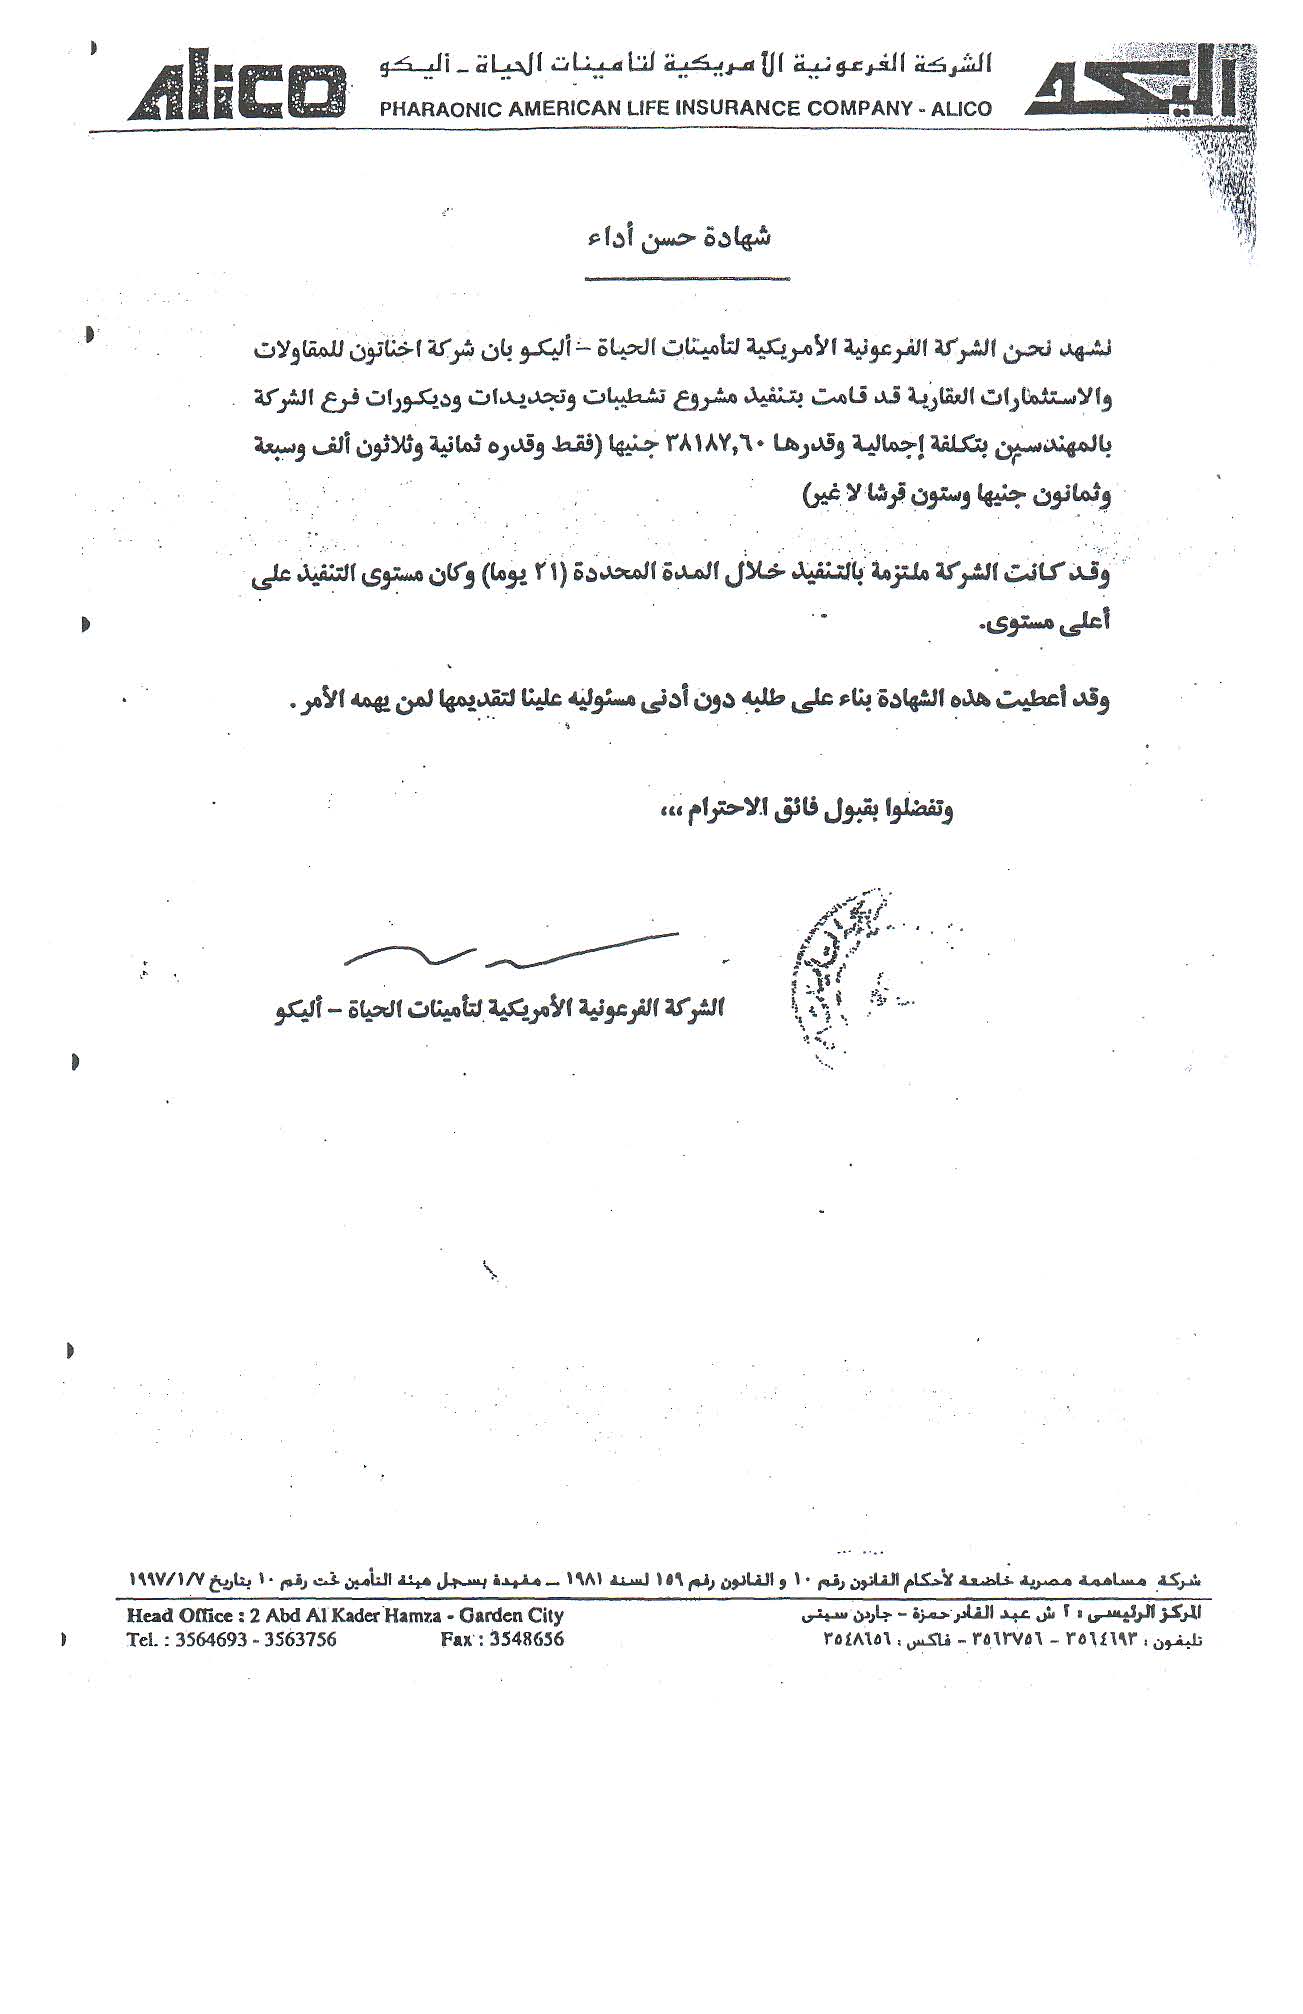 Alico
الشركة الفرعونية الأمريكية لتأمينات الحياة - أليكو
اليكو
PHARAONIC AMERICAN LIFE INSURANCE COMPANY - ALICO
شهادة حسن أداء
نشهد نحن الشركة الفرعونية الأمريكية لتأمينات الحياة - أليكو بان شركة اخناتون للمقاولات
والاستثمارات العقارية قد قامت بتنفيذ مشروع تشطيبات وتجديدات وديكورات فرع الشركة
بالمهندسين بتكلفة إجمالية وقدرها ٣٨١٨٧,٦٠ جنيها (فقط وقدره ثمانية وثلاثون ألف وسبعة
وثمانون جنيها وستون قرشا لا غير)
وقد كانت الشركة ملتزمة بالتنفيذ خلال المدة المحددة (٢١ يوما) وكان مستوى التنفيذ على
أعلى مستوى.
وقد أعطيت هذه الشهادة بناء على طلبه دون أدنى مسئوليه علينا لتقديمها لمن يهمه الأمر .
وتفضلوا بقبول فائق الاحترام ،،،
الشركة الفرعونية الأمريكية لتأمينات الحياة - أليكو
شركة مساهمة مصرية خاضعة لأحكام القانون رقم ١٠ و القانون رقم ١٥٩ لسنة ١٩٨١ - مقيدة بسجل هيئة التأمين تحت رقم ١٠ بتاريخ ١٩٩٧/١/٧
المركز الرئيسى : ٢ ش عبد القادر حمزة - جاردن سيتى
Head Office : 2 Abd Al Kader Hamza - Garden City
تليفون : ٣٥٦٤٦٩٣ - ٣٥٦٣٧٥٦ - فاكس : ٣٥٤٨٦٥٦
Tel. : 3564693 - 3563756 Fax : 3548656